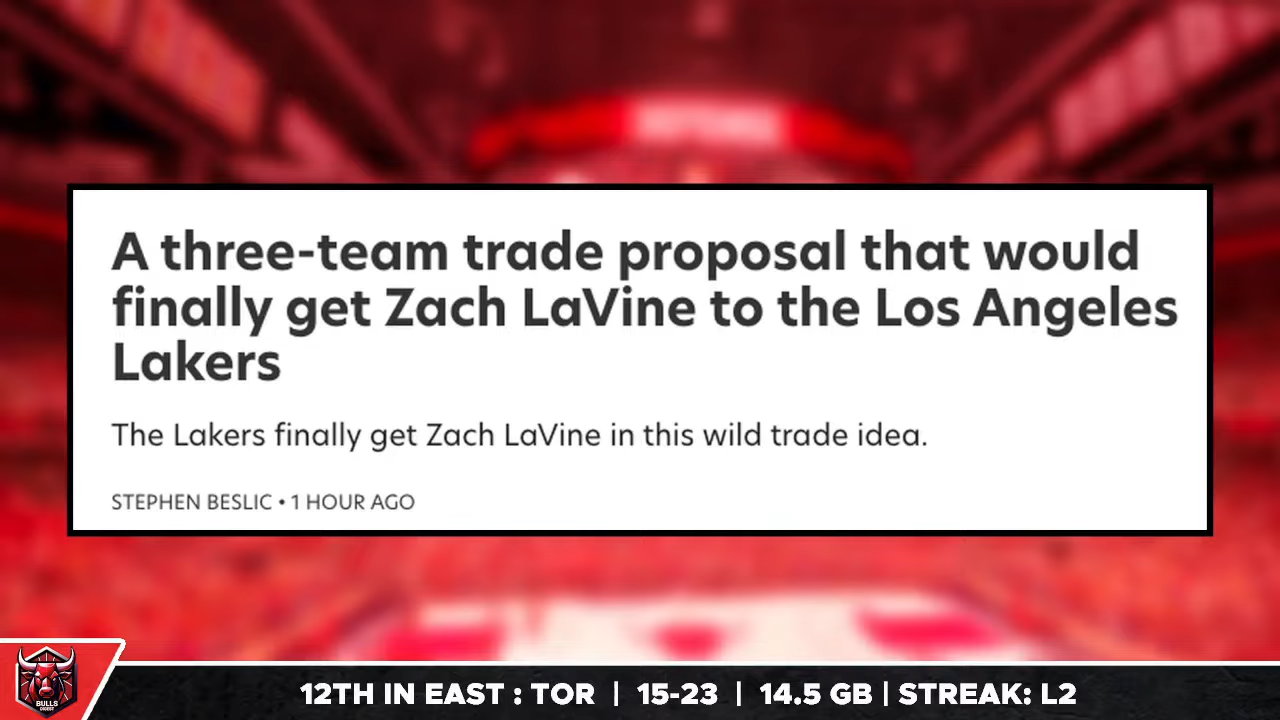 A three-team trade proposal that would
finally get Zach LaVine to the Los Angeles
Lakers
The Lakers finally get Zach LaVine in this wild trade idea.
STEPHEN BESLIC • 1 HOUR AGO
BULLS
DIGEST
12TH IN EAST : TOR | 15-23 | 14.5 GB | STREAK: L2